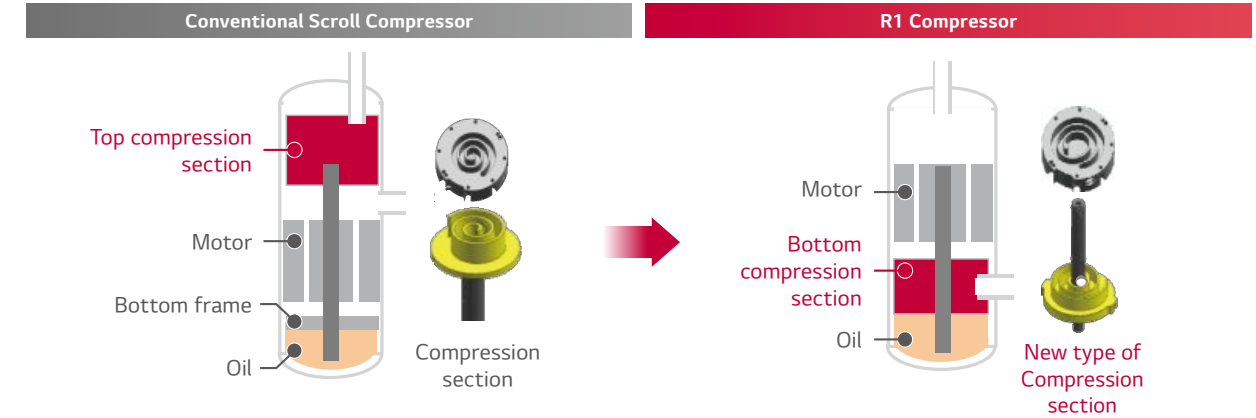 Conventional Scroll Compressor
R1 Compressor
Top compression
section
Motor
Bottom frame
Oil
Compression
section
Motor
Bottom
compression
section
Oil
New type of
Compression
section